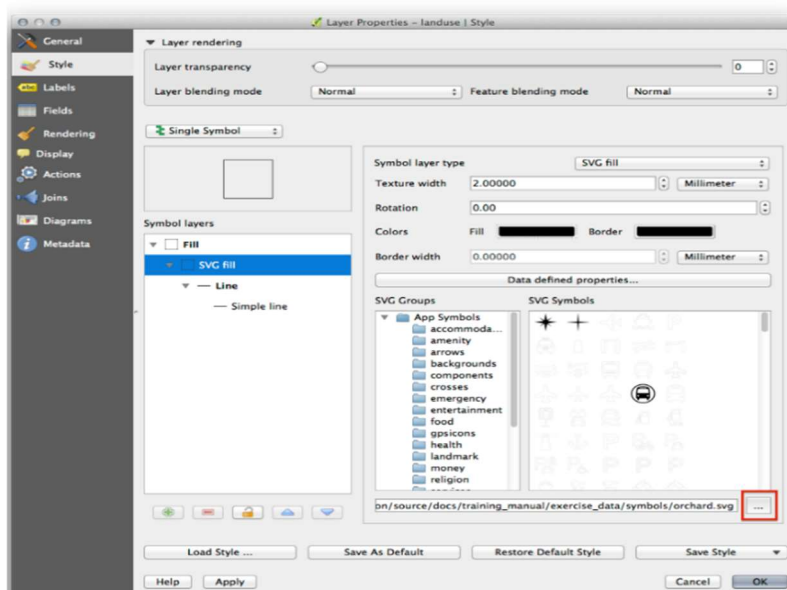 Layer Properties - landuse | Style
General
Style
Labels
Fields
Rendering
Display
Actions
Joins
Diagrams
Metadata
Layer rendering
Layer transparency 0
Layer blending mode Normal Feature blending mode Normal
Single Symbol
Symbol layers
Fill
SVG fill
Line
Simple line
Symbol layer type SVG fill
Texture width 2.00000 Millimeter
Rotation 0.00
Colors Fill Border
Border width 0.00000 Millimeter
Data defined properties...
SVG Groups SVG Symbols
App Symbols
accommoda...
amenity
arrows
backgrounds
components
crosses
emergency
entertainment
food
gpsicons
health
landmark
money
religion
on/source/docs/training_manual/exercise_data/symbols/orchard.svg ...
Load Style ... Save As Default Restore Default Style Save Style
Help Apply Cancel OK